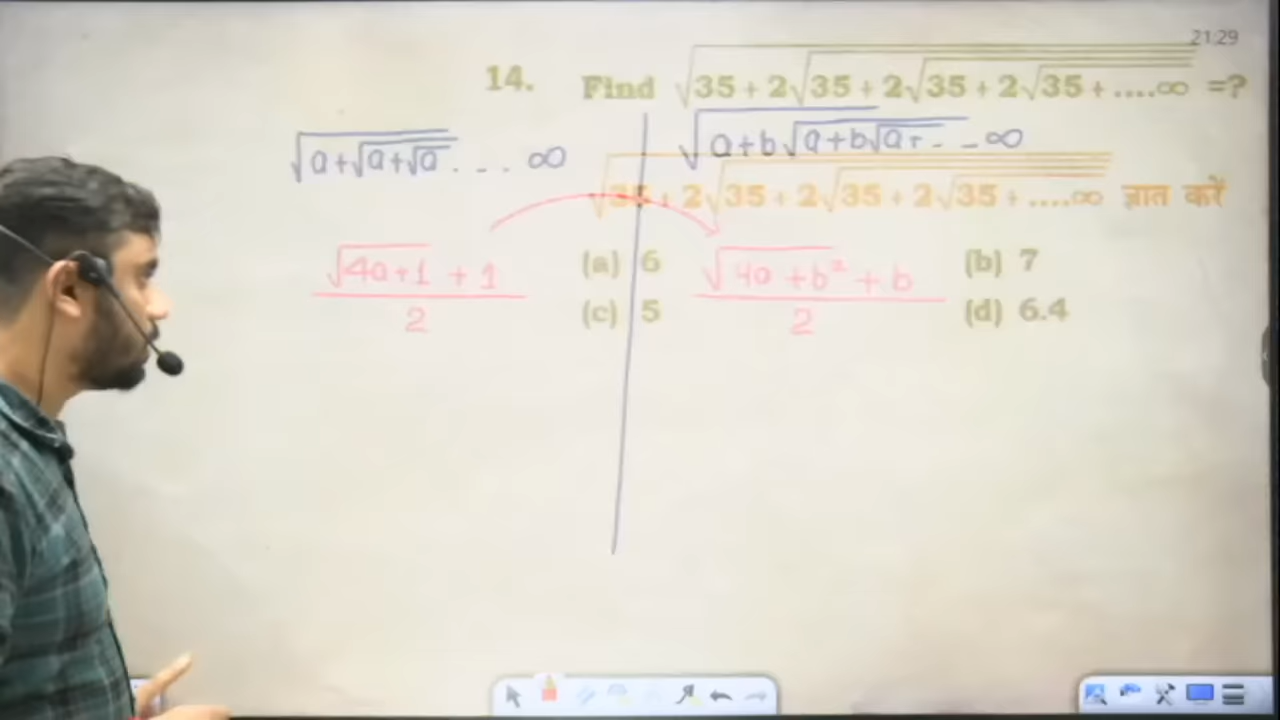 21:29
14. Find √35 + 2√35 + 2√35 + 2√35 + ....∞ =?
√a+√a+√a . . . . ∞
√a+b√a+b√a+ . - - ∞
√35 + 2√35 + 2√35 + 2√35 + ....∞ ज्ञात करें
√4a+1 + 1
2
√4a + b² + b
2
(a) 6 (b) 7
(c) 5 (d) 6.4